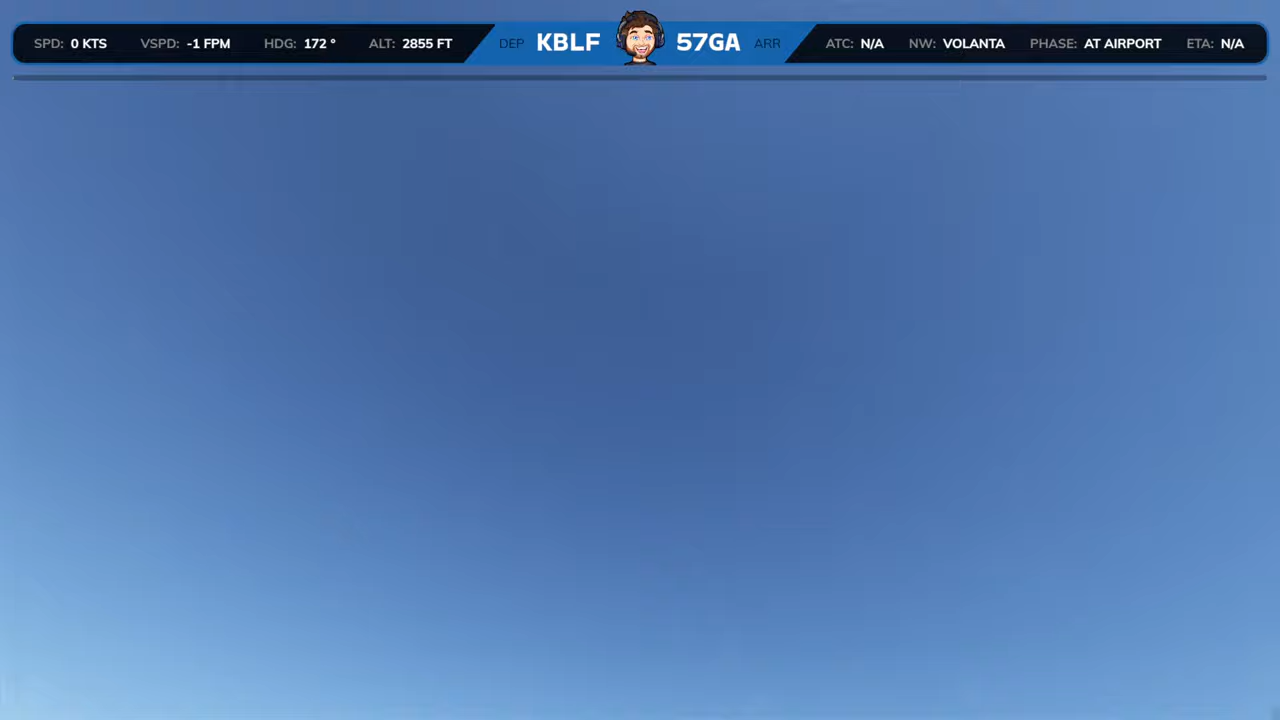 SPD: 0 KTS VSPD: -1 FPM HDG: 172 ° ALT: 2855 FT DEP KBLF 57GA ARR ATC: N/A NW: VOLANTA PHASE: AT AIRPORT ETA: N/A